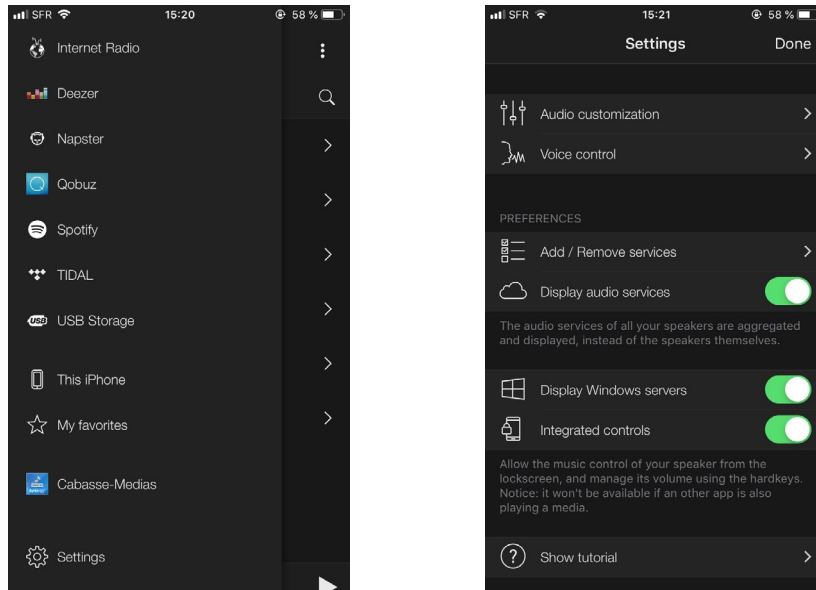 SFR 15:20 58 %
Internet Radio
Deezer
Napster
Qobuz
Spotify
TIDAL
USB USB Storage
This iPhone
My favorites
Cabasse-Medias
Settings
SFR 15:21 58 %
Settings Done
Audio customization
Voice control
PREFERENCES
Add / Remove services
Display audio services
The audio services of all your speakers are aggregated
and displayed, instead of the speakers themselves.
Display Windows servers
Integrated controls
Allow the music control of your speaker from the
lockscreen, and manage its volume using the hardkeys.
Notice: it won't be available if an other app is also
playing a media.
? Show tutorial